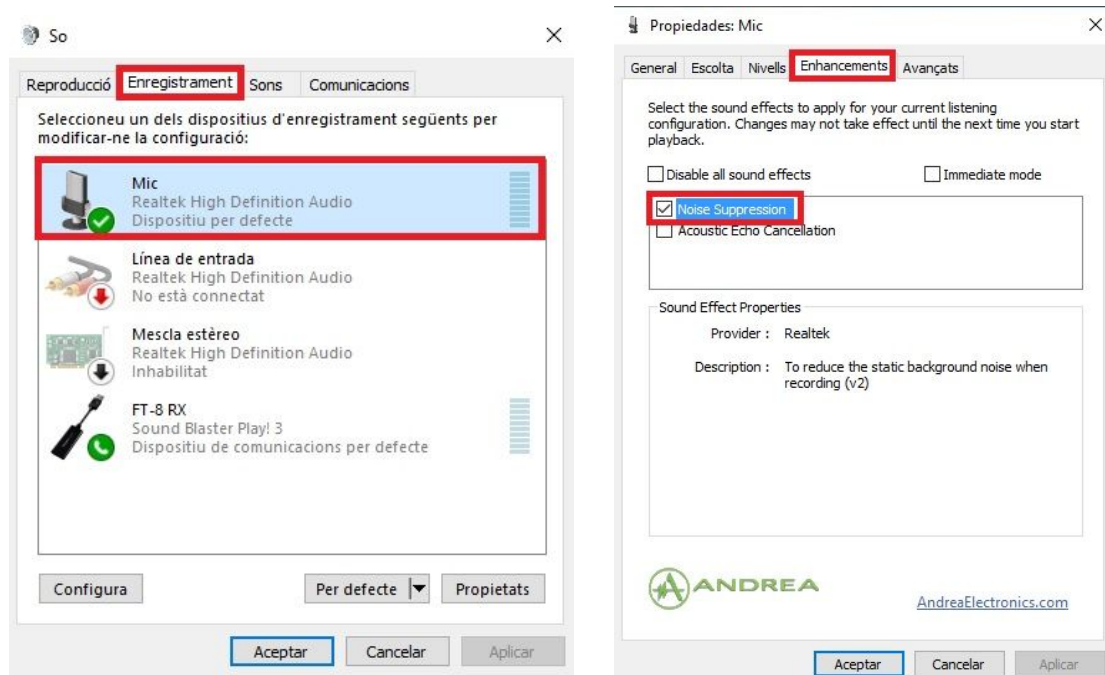 So
Reproducció Enregistrament Sons Comunicacions
Seleccioneu un dels dispositius d'enregistrament següents per
modificar-ne la configuració:
Mic
Realtek High Definition Audio
Dispositiu per defecte
Línea de entrada
Realtek High Definition Audio
No està connectat
Mescla estèreo
Realtek High Definition Audio
Inhabilitat
FT-8 RX
Sound Blaster Play! 3
Dispositiu de comunicacions per defecte
Configura Per defecte Propietats
Aceptar Cancelar Aplicar
Propiedades: Mic
General Escolta Nivells Enhancements Avançats
Select the sound effects to apply for your current listening
configuration. Changes may not take effect until the next time you start
playback.
Disable all sound effects Immediate mode
Noise Suppression
Acoustic Echo Cancellation
Sound Effect Properties
Provider : Realtek
Description : To reduce the static background noise when
recording (v2)
ANDREA
AndreaElectronics.com
Aceptar Cancelar Aplicar